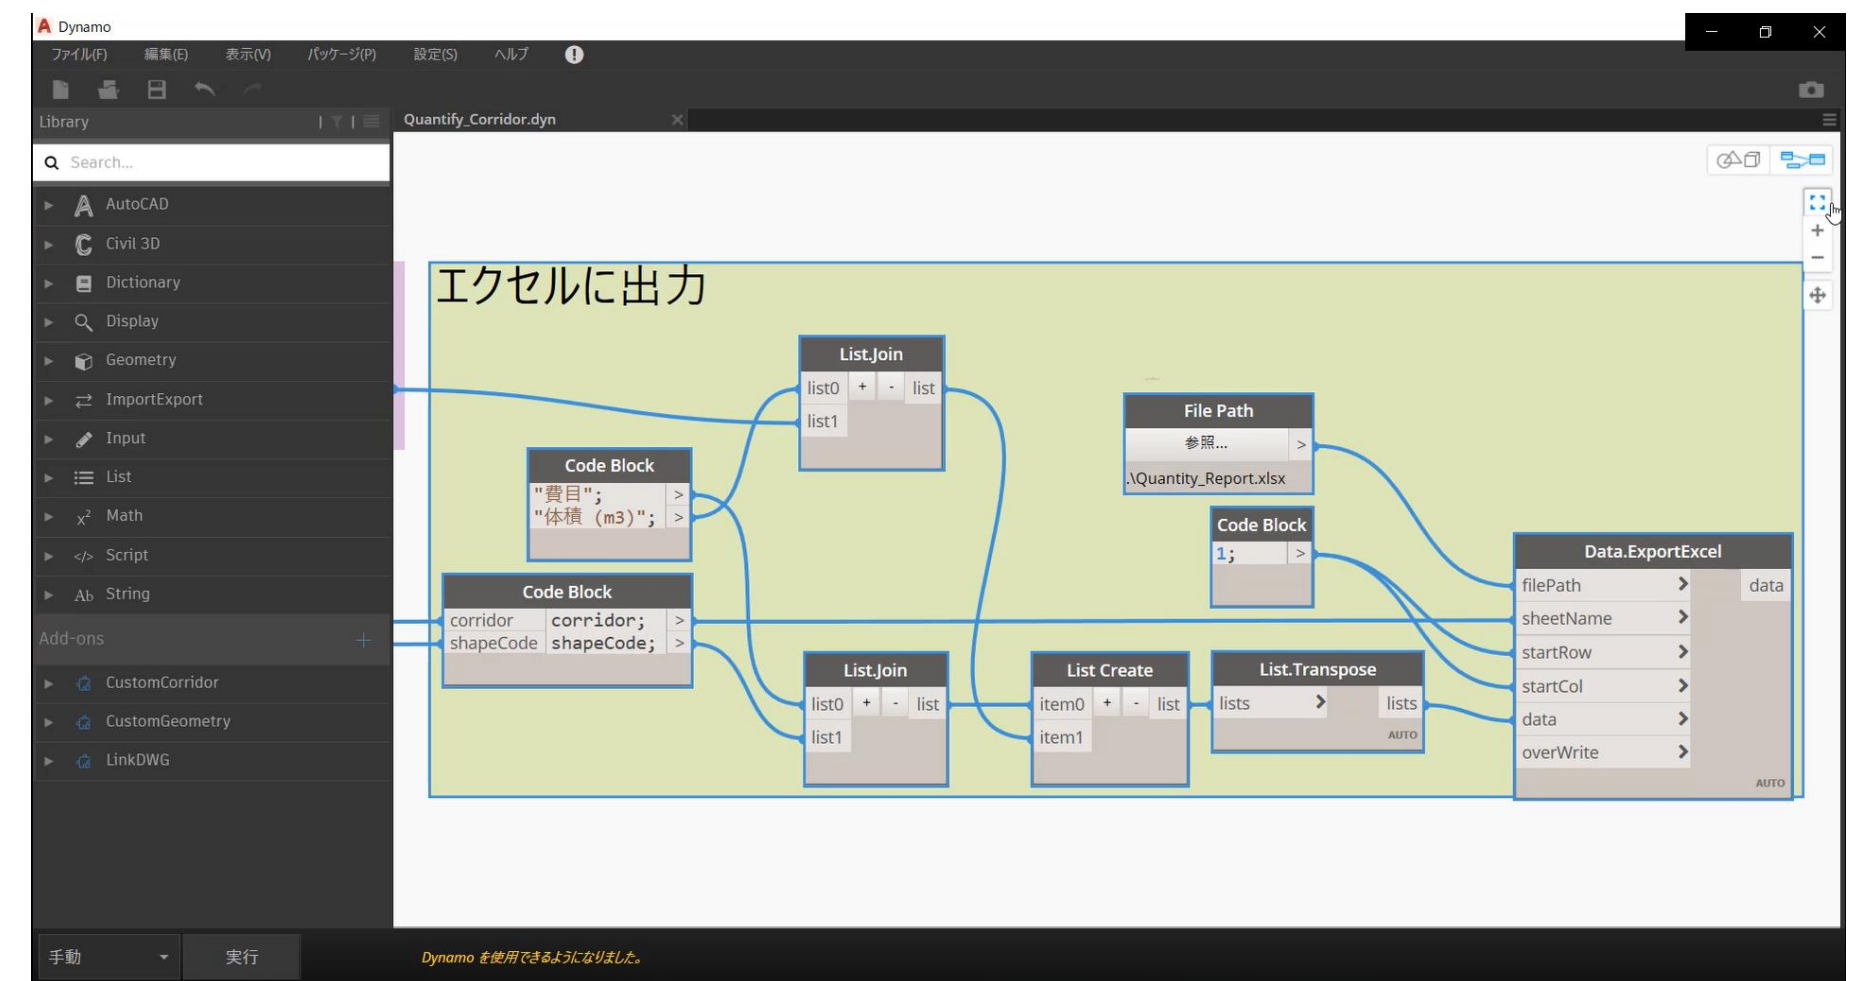 Dynamo
ファイル(F) 編集(E) 表示(V) パッケージ(P) 設定(S) ヘルプ
Library
Quantify_Corridor.dyn
Search...
AutoCAD
Civil 3D
Dictionary
Display
Geometry
ImportExport
Input
List
Math
Script
String
Add-ons
CustomCorridor
CustomGeometry
LinkDWG
エクセルに出力
List.Join
list0 + - list
list1
File Path
参照... >
.\Quantity_Report.xlsx
Code Block
"費目"; >
"体積 (m3)"; >
Code Block
1; >
Code Block
corridor corridor; >
shapeCode shapeCode; >
List.Join
list0 + - list
list1
List Create
item0 + - list
item1
List.Transpose
lists > lists
AUTO
Data.ExportExcel
filePath > data
sheetName >
startRow >
startCol >
data >
overWrite >
AUTO
手動 実行
Dynamo を使用できるようになりました。